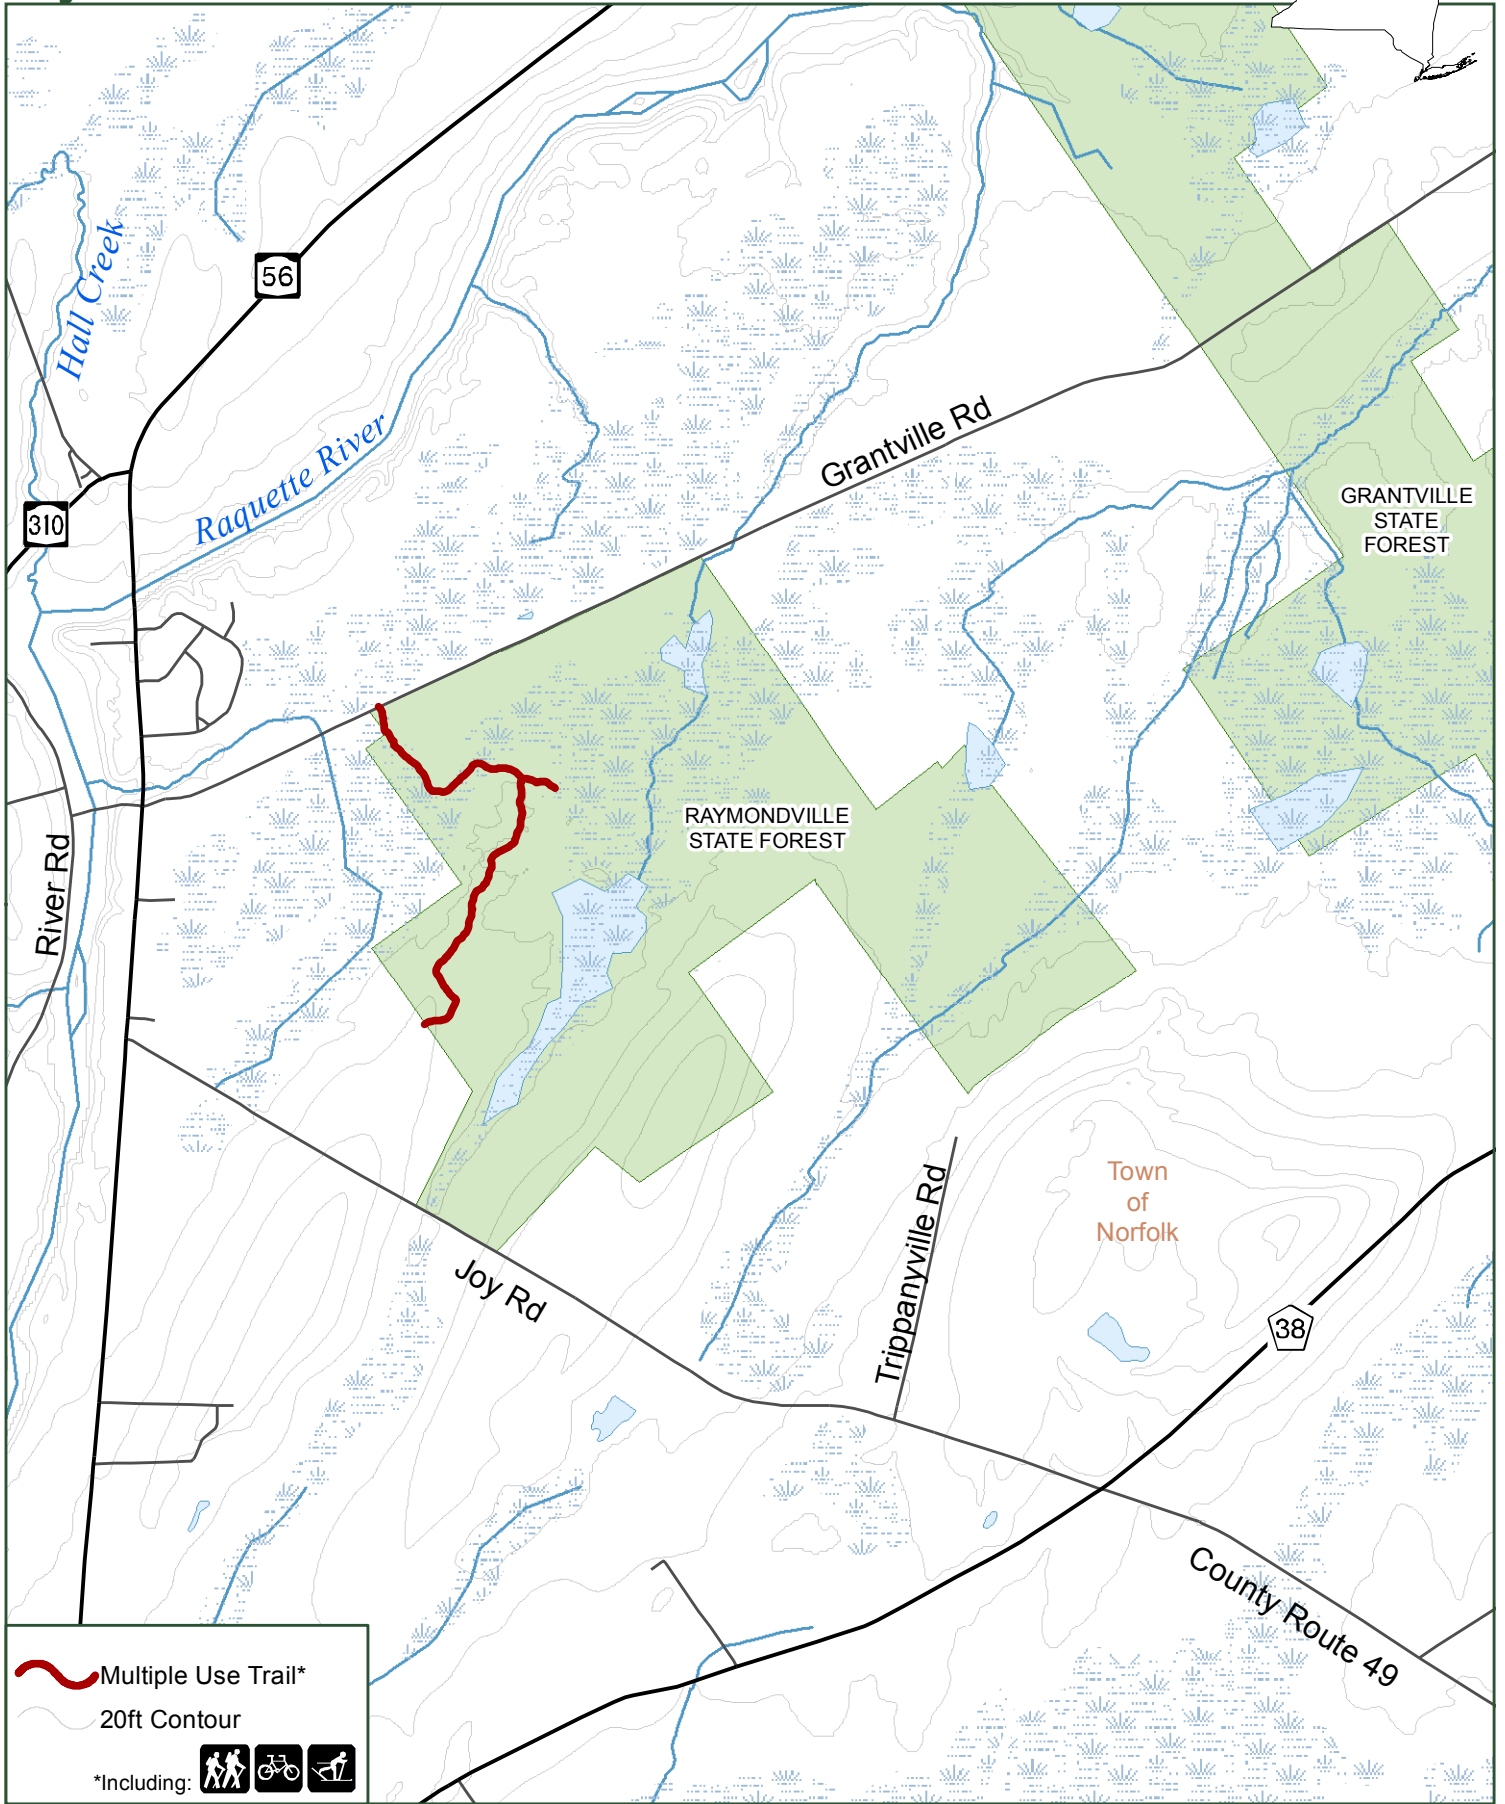 Hall Creek
56
Raquette River
310
Grantville Rd
GRANTVILLE
STATE
FOREST
RAYMONDVILLE
STATE FOREST
River Rd
Town
of
Norfolk
Trippanyville Rd
Joy Rd
38
County Route 49
Multiple Use Trail*
20ft Contour
*Including: